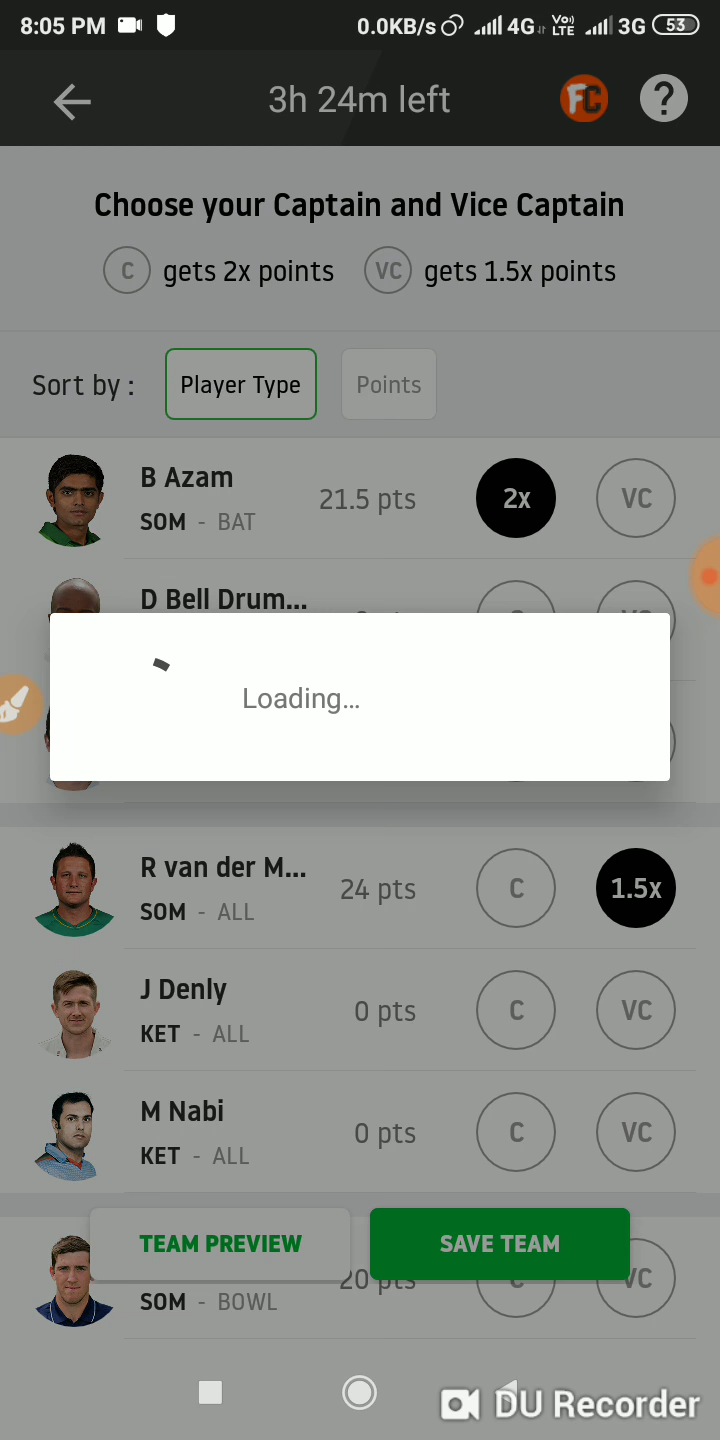 8:05 PM 0.0KB/s 4G VoLTE 3G 53
3h 24m left FC ?
Choose your Captain and Vice Captain
C gets 2x points VC gets 1.5x points
Sort by : Player Type Points
B Azam
21.5 pts 2x VC
SOM - BAT
D Bell Drum...
Loading...
R van der M...
24 pts C 1.5x
SOM - ALL
J Denly
0 pts C VC
KET - ALL
M Nabi
0 pts C VC
KET - ALL
TEAM PREVIEW SAVE TEAM
20 pts C VC
SOM - BOWL
DU Recorder